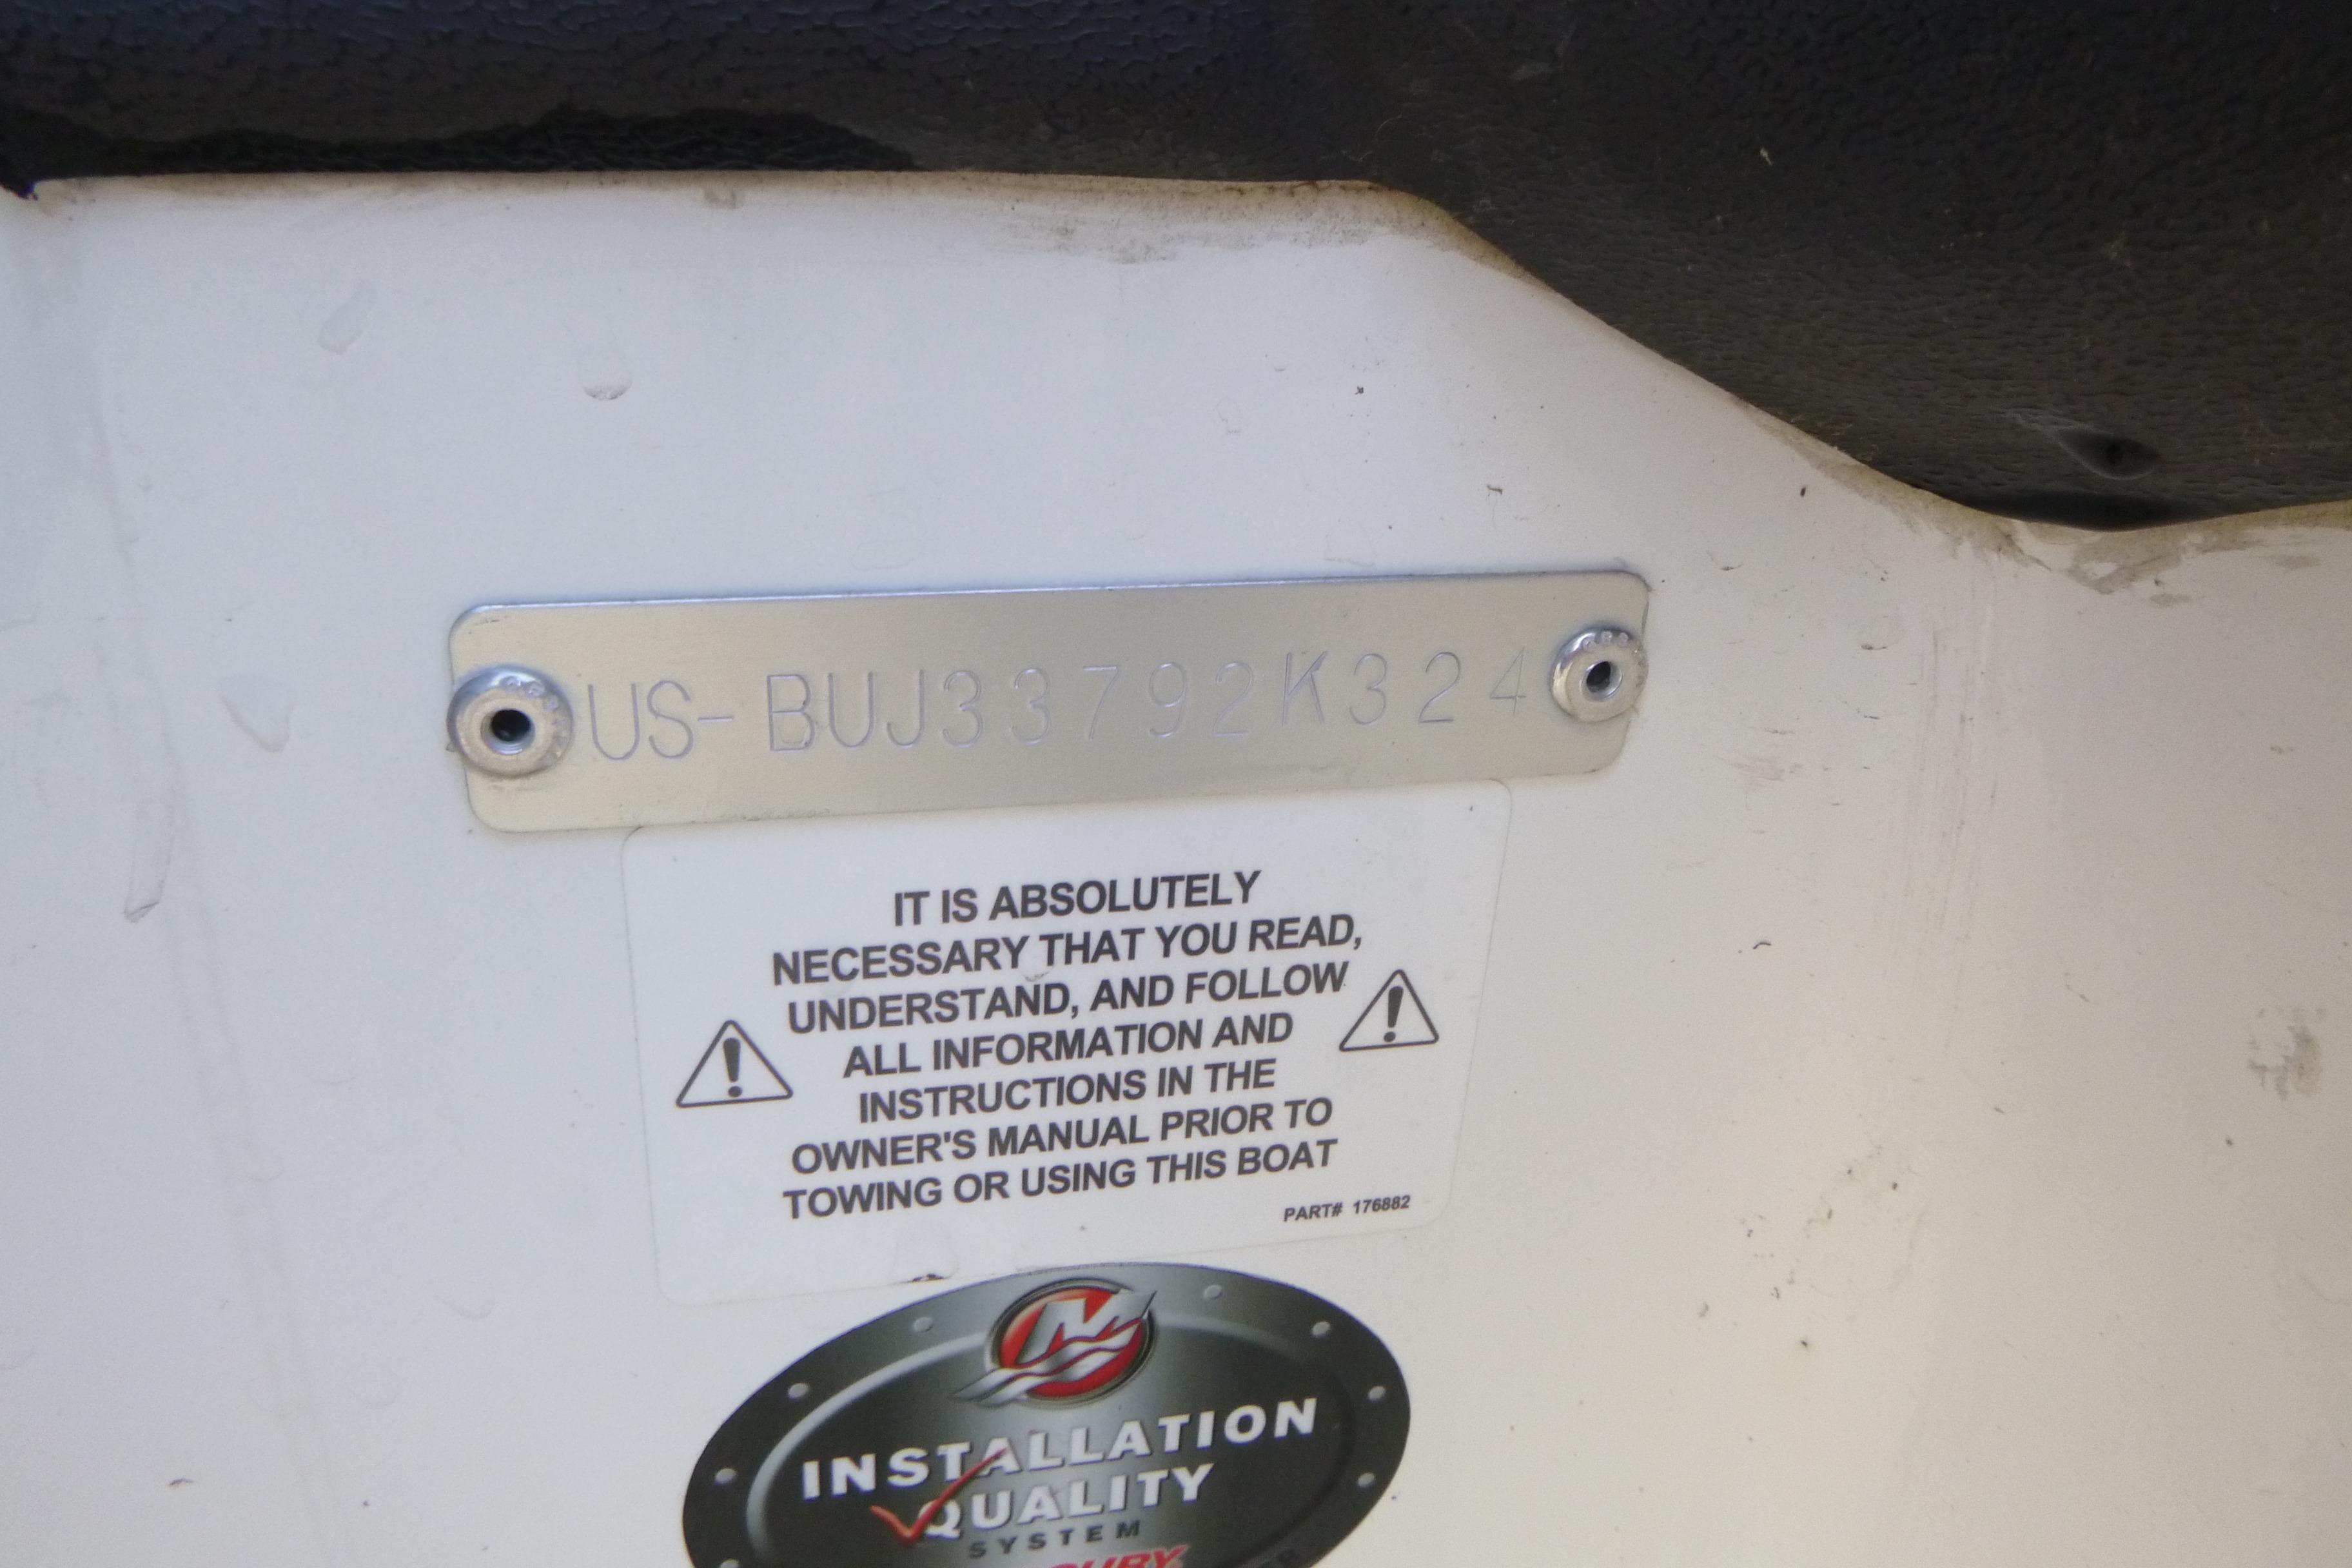 US-BUJ33792K324
IT IS ABSOLUTELY
NECESSARY THAT YOU READ,
UNDERSTAND, AND FOLLOW
ALL INFORMATION AND
INSTRUCTIONS IN THE
OWNER'S MANUAL PRIOR TO
TOWING OR USING THIS BOAT
PART# 176882
INSTALLATION
QUALITY
SYSTEM